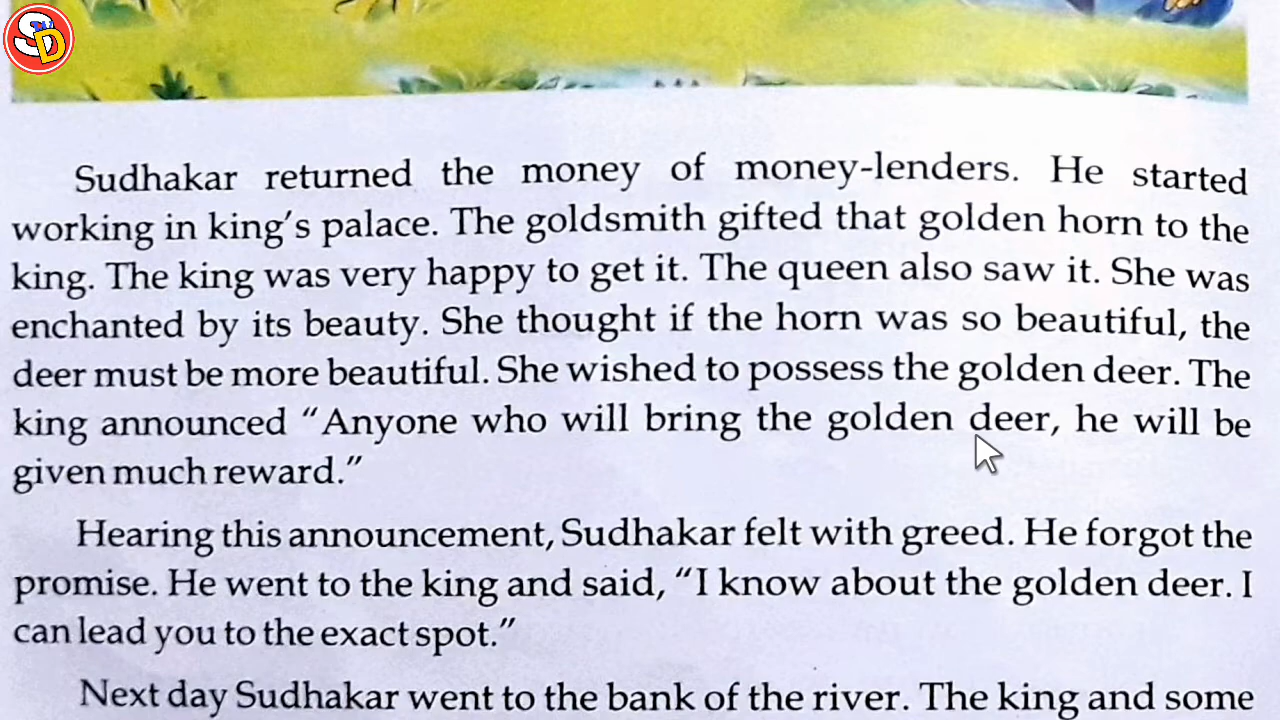 SD
Sudhakar returned the money of money-lenders. He started
working in king's palace. The goldsmith gifted that golden horn to the
king. The king was very happy to get it. The queen also saw it. She was
enchanted by its beauty. She thought if the horn was so beautiful, the
deer must be more beautiful. She wished to possess the golden deer. The
king announced “Anyone who will bring the golden deer, he will be
given much reward.”
Hearing this announcement, Sudhakar felt with greed. He forgot the
promise. He went to the king and said, “I know about the golden deer. I
can lead you to the exact spot.”
Next day Sudhakar went to the bank of the river. The king and some